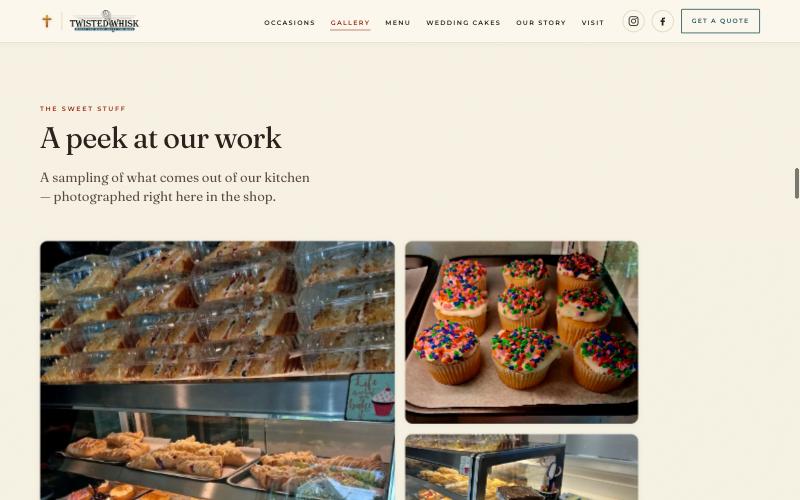 TWISTED WHISK
OCCASIONS GALLERY MENU WEDDING CAKES OUR STORY VISIT GET A QUOTE
THE SWEET STUFF
A peek at our work
A sampling of what comes out of our kitchen
— photographed right here in the shop.
Life